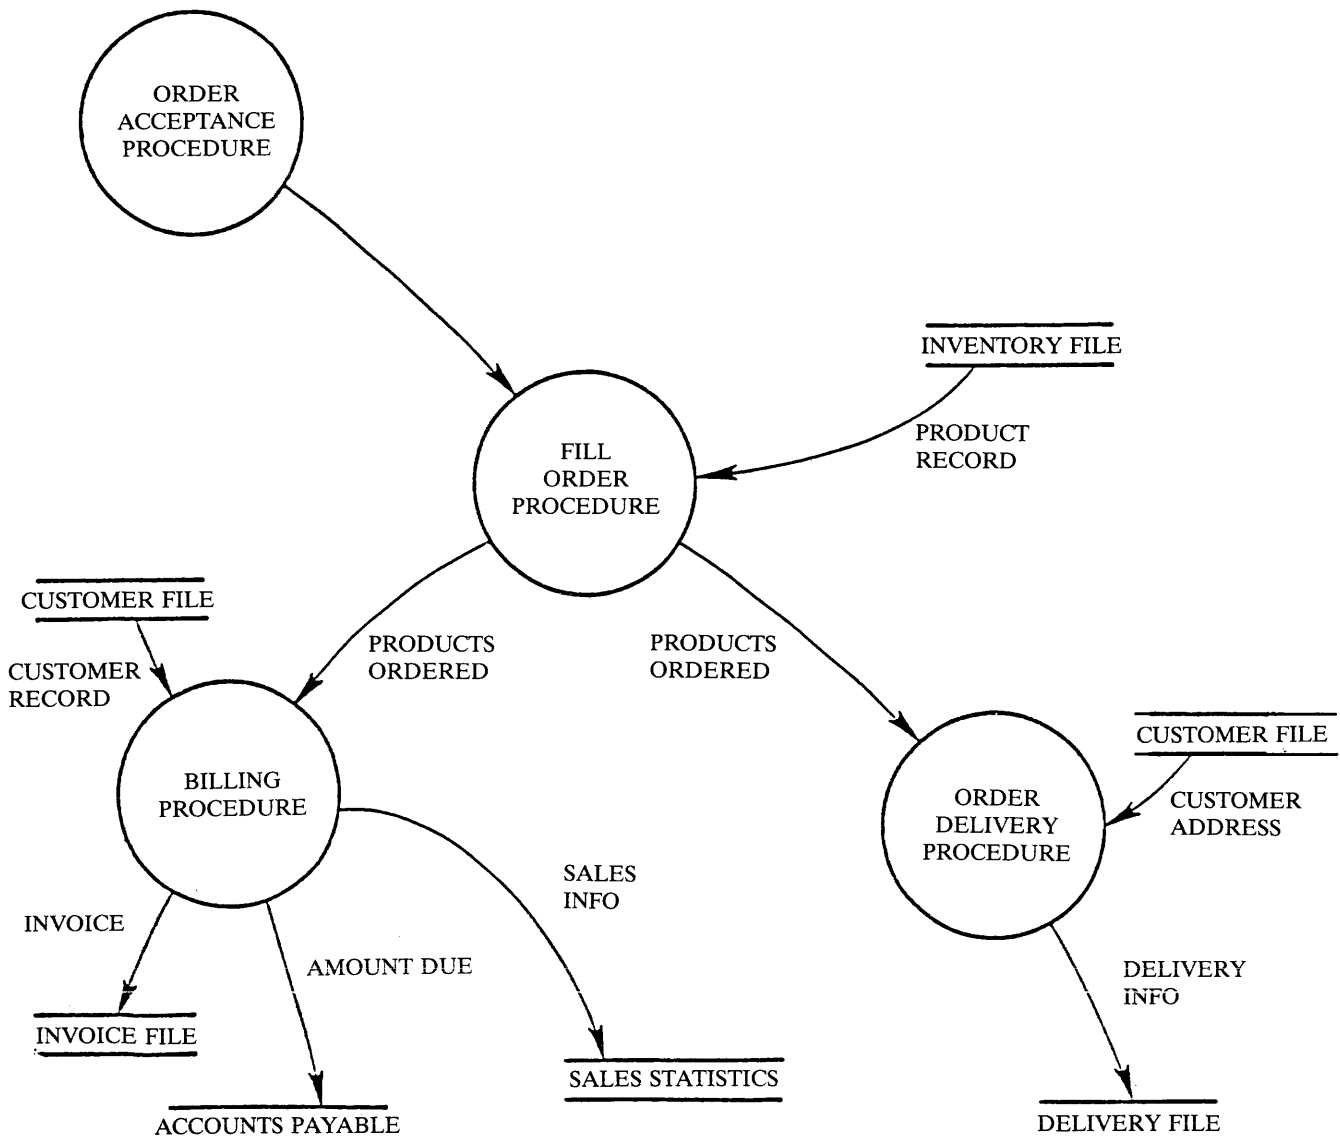 ORDER
ACCEPTANCE
PROCEDURE
INVENTORY FILE
PRODUCT
RECORD
FILL
ORDER
PROCEDURE
CUSTOMER FILE
CUSTOMER
RECORD
PRODUCTS
ORDERED
PRODUCTS
ORDERED
BILLING
PROCEDURE
CUSTOMER FILE
CUSTOMER
ADDRESS
ORDER
DELIVERY
PROCEDURE
SALES
INFO
INVOICE
AMOUNT DUE
DELIVERY
INFO
INVOICE FILE
SALES STATISTICS
ACCOUNTS PAYABLE
DELIVERY FILE